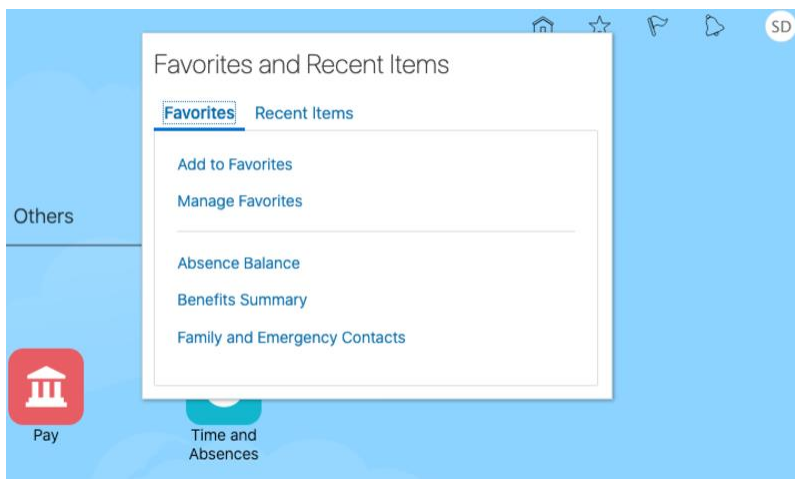 SD
Favorites and Recent Items
Favorites Recent Items
Add to Favorites
Manage Favorites
Others
Absence Balance
Benefits Summary
Family and Emergency Contacts
Pay
Time and
Absences